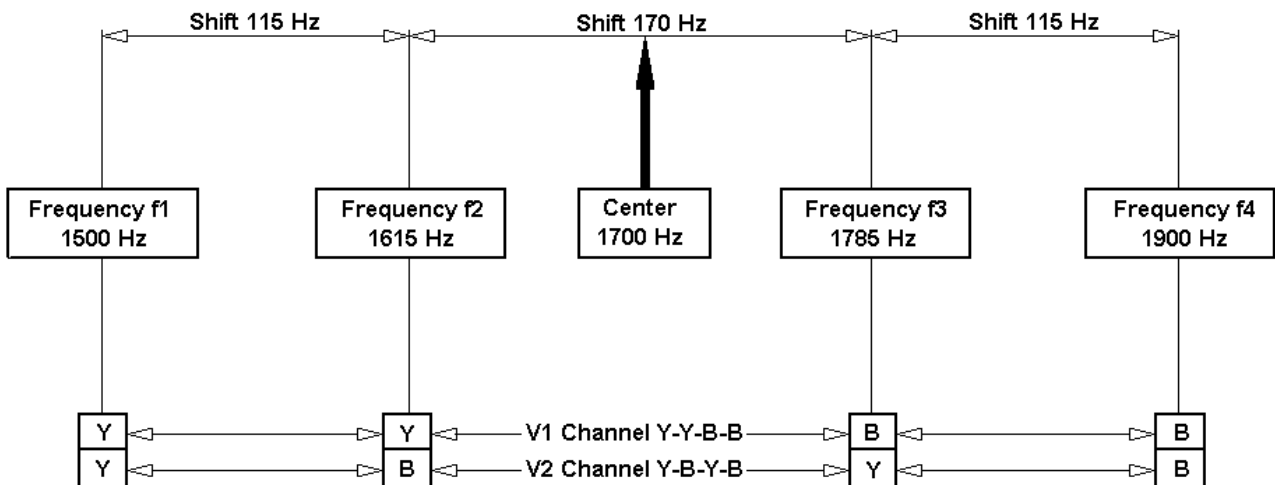 Shift 115 Hz Shift 170 Hz Shift 115 Hz
Frequency f1 Frequency f2 Center Frequency f3 Frequency f4
1500 Hz 1615 Hz 1700 Hz 1785 Hz 1900 Hz
Y Y V1 Channel Y-Y-B-B B B
Y B V2 Channel Y-B-Y-B Y B